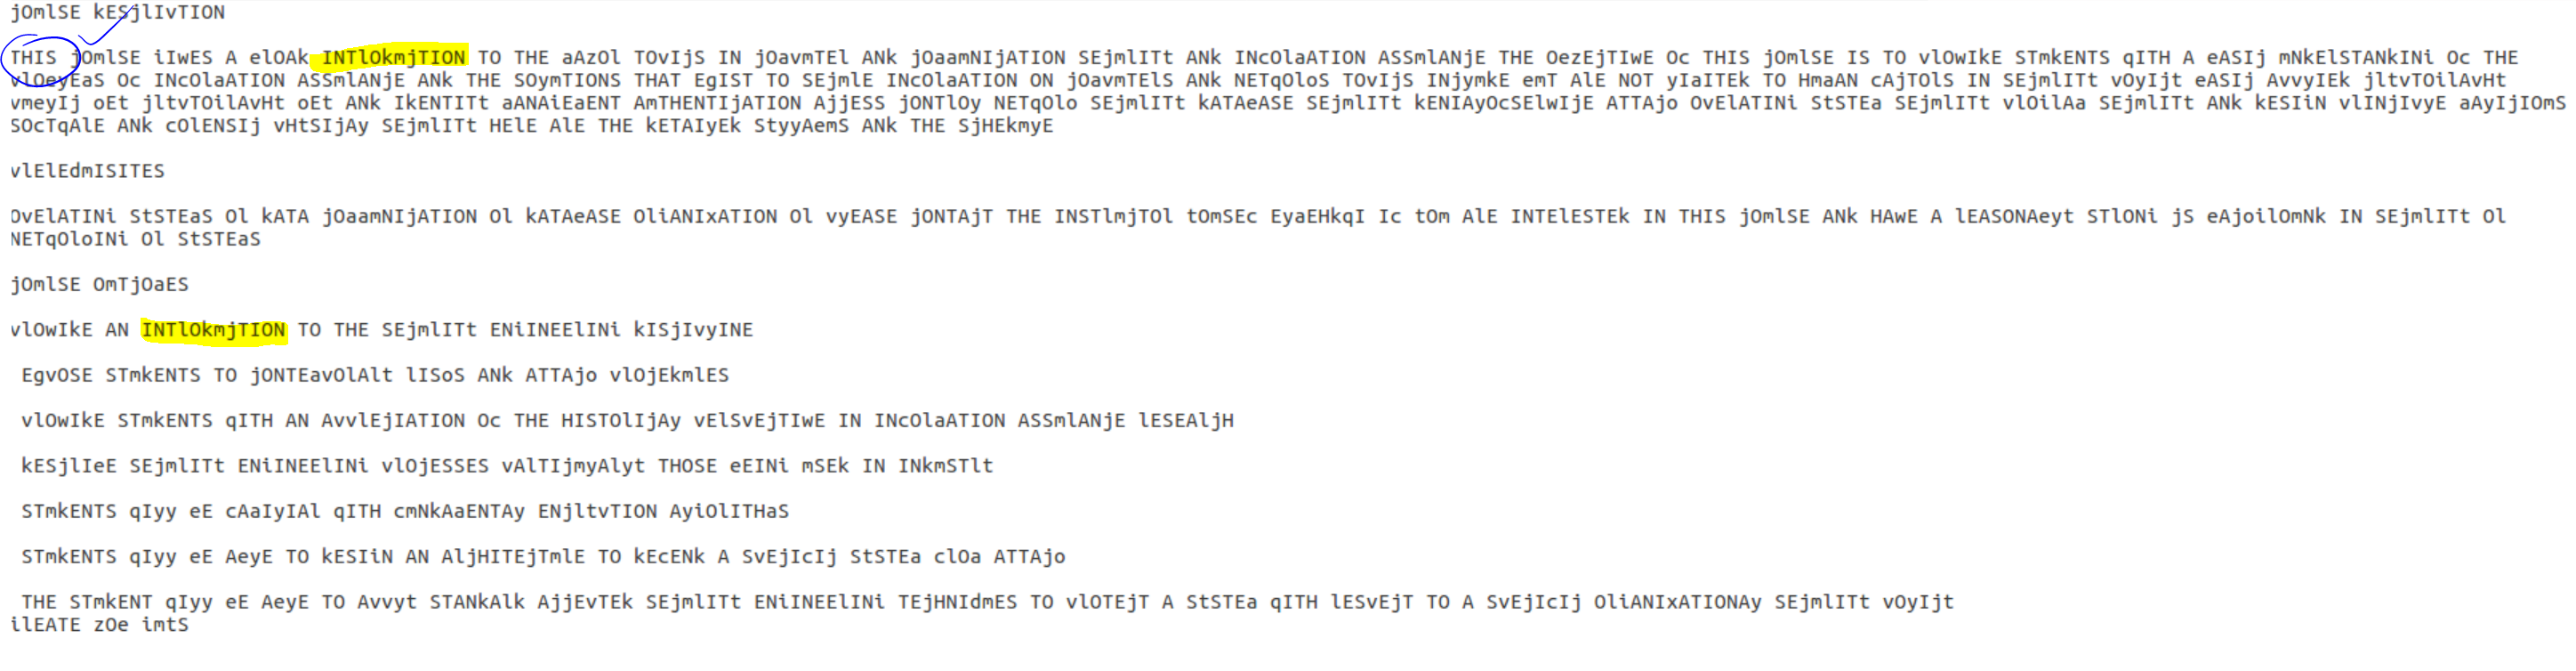 jOmlSE kESjlIvTION
THIS jOmlSE iIwES A elOAk INTlOkmjTION TO THE aAzOl TOvIjS IN jOavmTEl ANk jOaamNIjATION SEjmlITt ANk INcOlaATION ASSmlANjE THE OezEjTIwE Oc THIS jOmlSE IS TO vlOwIkE STmkENTS qITH A eASIj mNkElSTANkINi Oc THE
vlOeyEaS Oc INcOlaATION ASSmlANjE ANk THE SOymTIONS THAT EgIST TO SEjmlE INcOlaATION ON jOavmTElS ANk NETqOloS TOvIjS INjymkE emT AlE NOT yIaITEk TO HmaAN cAjTOlS IN SEjmlITt vOyIjt eASIj AvvyIEk jltvTOilAvHt
vmeyIj oEt jltvTOilAvHt oEt ANk IkENTITt aANAiEaENT AmTHENTIjATION AjjESS jONTlOy NETqOlo SEjmlITt kATAeASE SEjmlITt kENIAyOcSElwIjE ATTAjo OvElATINi StSTEa SEjmlITt vlOilAa SEjmlITt ANk kESIiN vlINjIvyE aAyIjIOmS
SOcTqAlE ANk cOlENSIj vHtSIjAy SEjmlITt HElE AlE THE kETAIyEk StyyAemS ANk THE SjHEkmyE
vlElEdmISITES
OvElATINi StSTEaS Ol kATA jOaamNIjATION Ol kATAeASE OliANIxATION Ol vyEASE jONTAjT THE INSTlmjTOl tOmSEc EyaEHkqI Ic tOm AlE INTElESTEk IN THIS jOmlSE ANk HAwE A lEASONAeyt STlONi jS eAjoilOmNk IN SEjmlITt Ol
NETqOloINi Ol StSTEaS
jOmlSE OmTjOaES
vlOwIkE AN INTlOkmjTION TO THE SEjmlITt ENiINEElINi kISjIvyINE
EgvOSE STmkENTS TO jONTEavOlAlt lISoS ANk ATTAjo vlOjEkmlES
vlOwIkE STmkENTS qITH AN AvvlEjIATION Oc THE HISTOlIjAy vElSvEjTIwE IN INcOlaATION ASSmlANjE lESEAljH
kESjlIeE SEjmlITt ENiINEElINi vlOjESSES vAlTIjmyAlyt THOSE eEINi mSEk IN INkmSTlt
STmkENTS qIyy eE cAaIyIAl qITH cmNkAaENTAy ENjltvTION AyiOlITHaS
STmkENTS qIyy eE AeyE TO kESIiN AN AljHITEjTmlE TO kEcENk A SvEjIcIj StSTEa clOa ATTAjo
THE STmkENT qIyy eE AeyE TO Avvyt STANkAlk AjjEvTEk SEjmlITt ENiINEElINi TEjHNIdmES TO vlOTEjT A StSTEa qITH lESvEjT TO A SvEjIcIj OliANIxATIONAy SEjmlITt vOyIjt
ilEATE zOe imtS